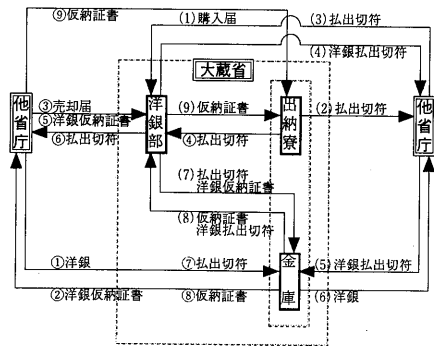 ⑨仮納証書
(1)購入届
(3)払出切符
(4)洋銀払出切符
大蔵省
他省庁
③売却届
⑤洋銀仮納証書
⑥払出切符
洋銀部
(9)仮納証書
④払出切符
出納寮
(2)払出切符
他省庁
(7)払出切符
洋銀仮納証書
(8)仮納証書
洋銀払出切符
①洋銀
⑦払出切符
金庫
(5)洋銀払出切符
②洋銀仮納証書
⑧仮納証書
(6)洋銀